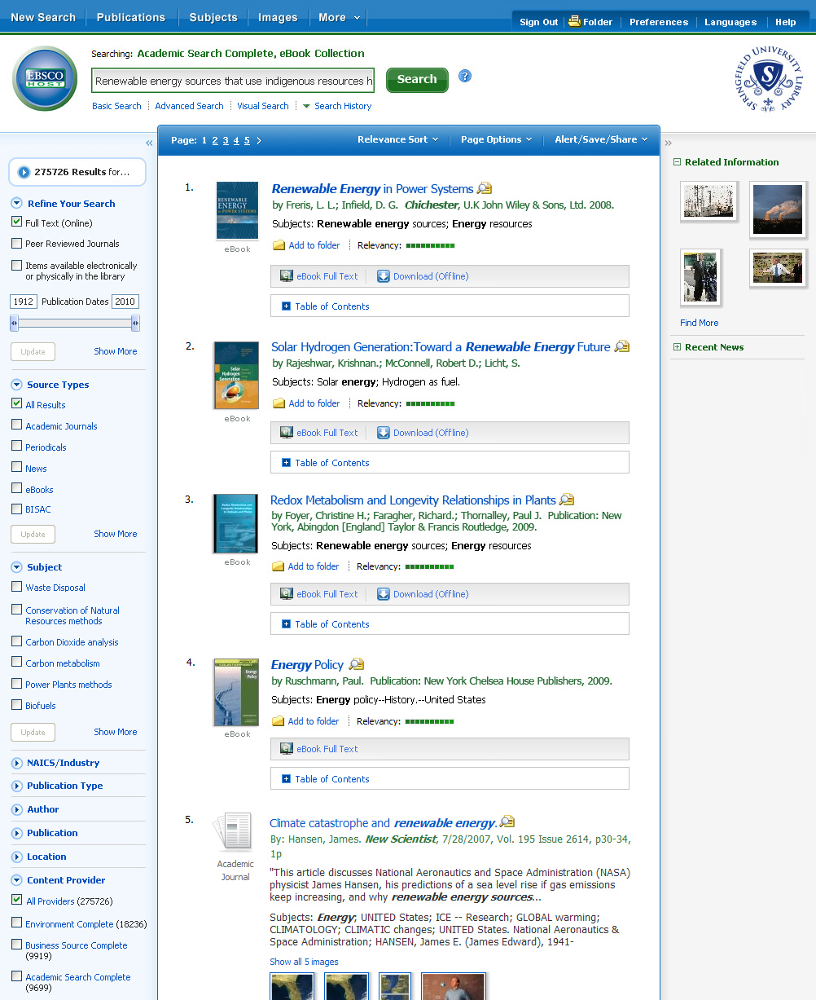 New Search Publications Subjects Images More
Sign Out Folder Preferences Languages Help
EBSCO
HOST
Searching: Academic Search Complete, eBook Collection
Renewable energy sources that use indigenous resources h
Search
?
Basic Search Advanced Search Visual Search Search History
SPRINGFIELD UNIVERSITY LIBRARY
S
« Page: 1 2 3 4 5 > Relevance Sort Page Options Alert/Save/Share »
275726 Results for...
Refine Your Search
Full Text (Online)
Peer Reviewed Journals
Items available electronically
or physically in the library
1912 Publication Dates 2010
Update Show More
Source Types
All Results
Academic Journals
Periodicals
News
eBooks
BISAC
Update Show More
Subject
Waste Disposal
Conservation of Natural
Resources methods
Carbon Dioxide analysis
Carbon metabolism
Power Plants methods
Biofuels
Update Show More
NAICS/Industry
Publication Type
Author
Publication
Location
Content Provider
All Providers (275726)
Environment Complete (18236)
Business Source Complete
(9919)
Academic Search Complete
(9699)
1.
RENEWABLE
ENERGY
IN POWER SYSTEMS
eBook
Renewable Energy in Power Systems
by Freris, L. L.; Infield, D. G. Chichester, U.K John Wiley & Sons, Ltd. 2008.
Subjects: Renewable energy sources; Energy resources
Add to folder Relevancy:
eBook Full Text Download (Offline)
Table of Contents
2.
Solar
Hydrogen
Generation
eBook
Solar Hydrogen Generation:Toward a Renewable Energy Future
by Rajeshwar, Krishnan.; McConnell, Robert D.; Licht, S.
Subjects: Solar energy; Hydrogen as fuel.
Add to folder Relevancy:
eBook Full Text Download (Offline)
Table of Contents
3.
Redox Metabolism and
Longevity Relationships
in Animals and Plants
eBook
Redox Metabolism and Longevity Relationships in Plants
by Foyer, Christine H.; Faragher, Richard.; Thornalley, Paul J. Publication: New
York, Abingdon [England] Taylor & Francis Routledge, 2009.
Subjects: Renewable energy sources; Energy resources
Add to folder Relevancy:
eBook Full Text Download (Offline)
Table of Contents
4.
Energy
Policy
eBook
Energy Policy
by Ruschmann, Paul. Publication: New York Chelsea House Publishers, 2009.
Subjects: Energy policy--History.--United States
Add to folder Relevancy:
eBook Full Text
Table of Contents
5.
Academic
Journal
Climate catastrophe and renewable energy.
By: Hansen, James. New Scientist, 7/28/2007, Vol. 195 Issue 2614, p30-34,
1p
"This article discusses National Aeronautics and Space Administration (NASA)
physicist James Hansen, his predictions of a sea level rise if gas emissions
keep increasing, and why renewable energy sources...
Subjects: Energy; UNITED States; ICE -- Research; GLOBAL warming;
CLIMATOLOGY; CLIMATIC changes; UNITED States. National Aeronautics &
Space Administration; HANSEN, James E. (James Edward), 1941-
Show all 5 images
Related Information
Find More
Recent News